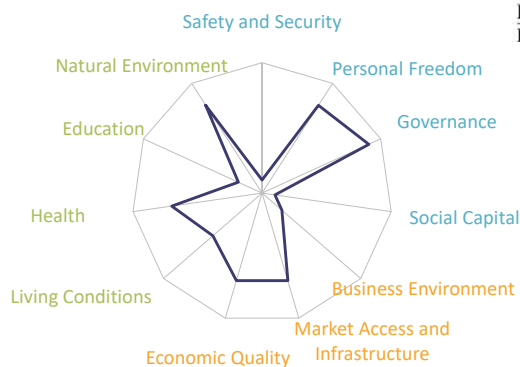 Safety and Security
Natural Environment
Personal Freedom
Education
Governance
Health
Social Capital
Living Conditions
Business Environment
Market Access and
Infrastructure
Economic Quality